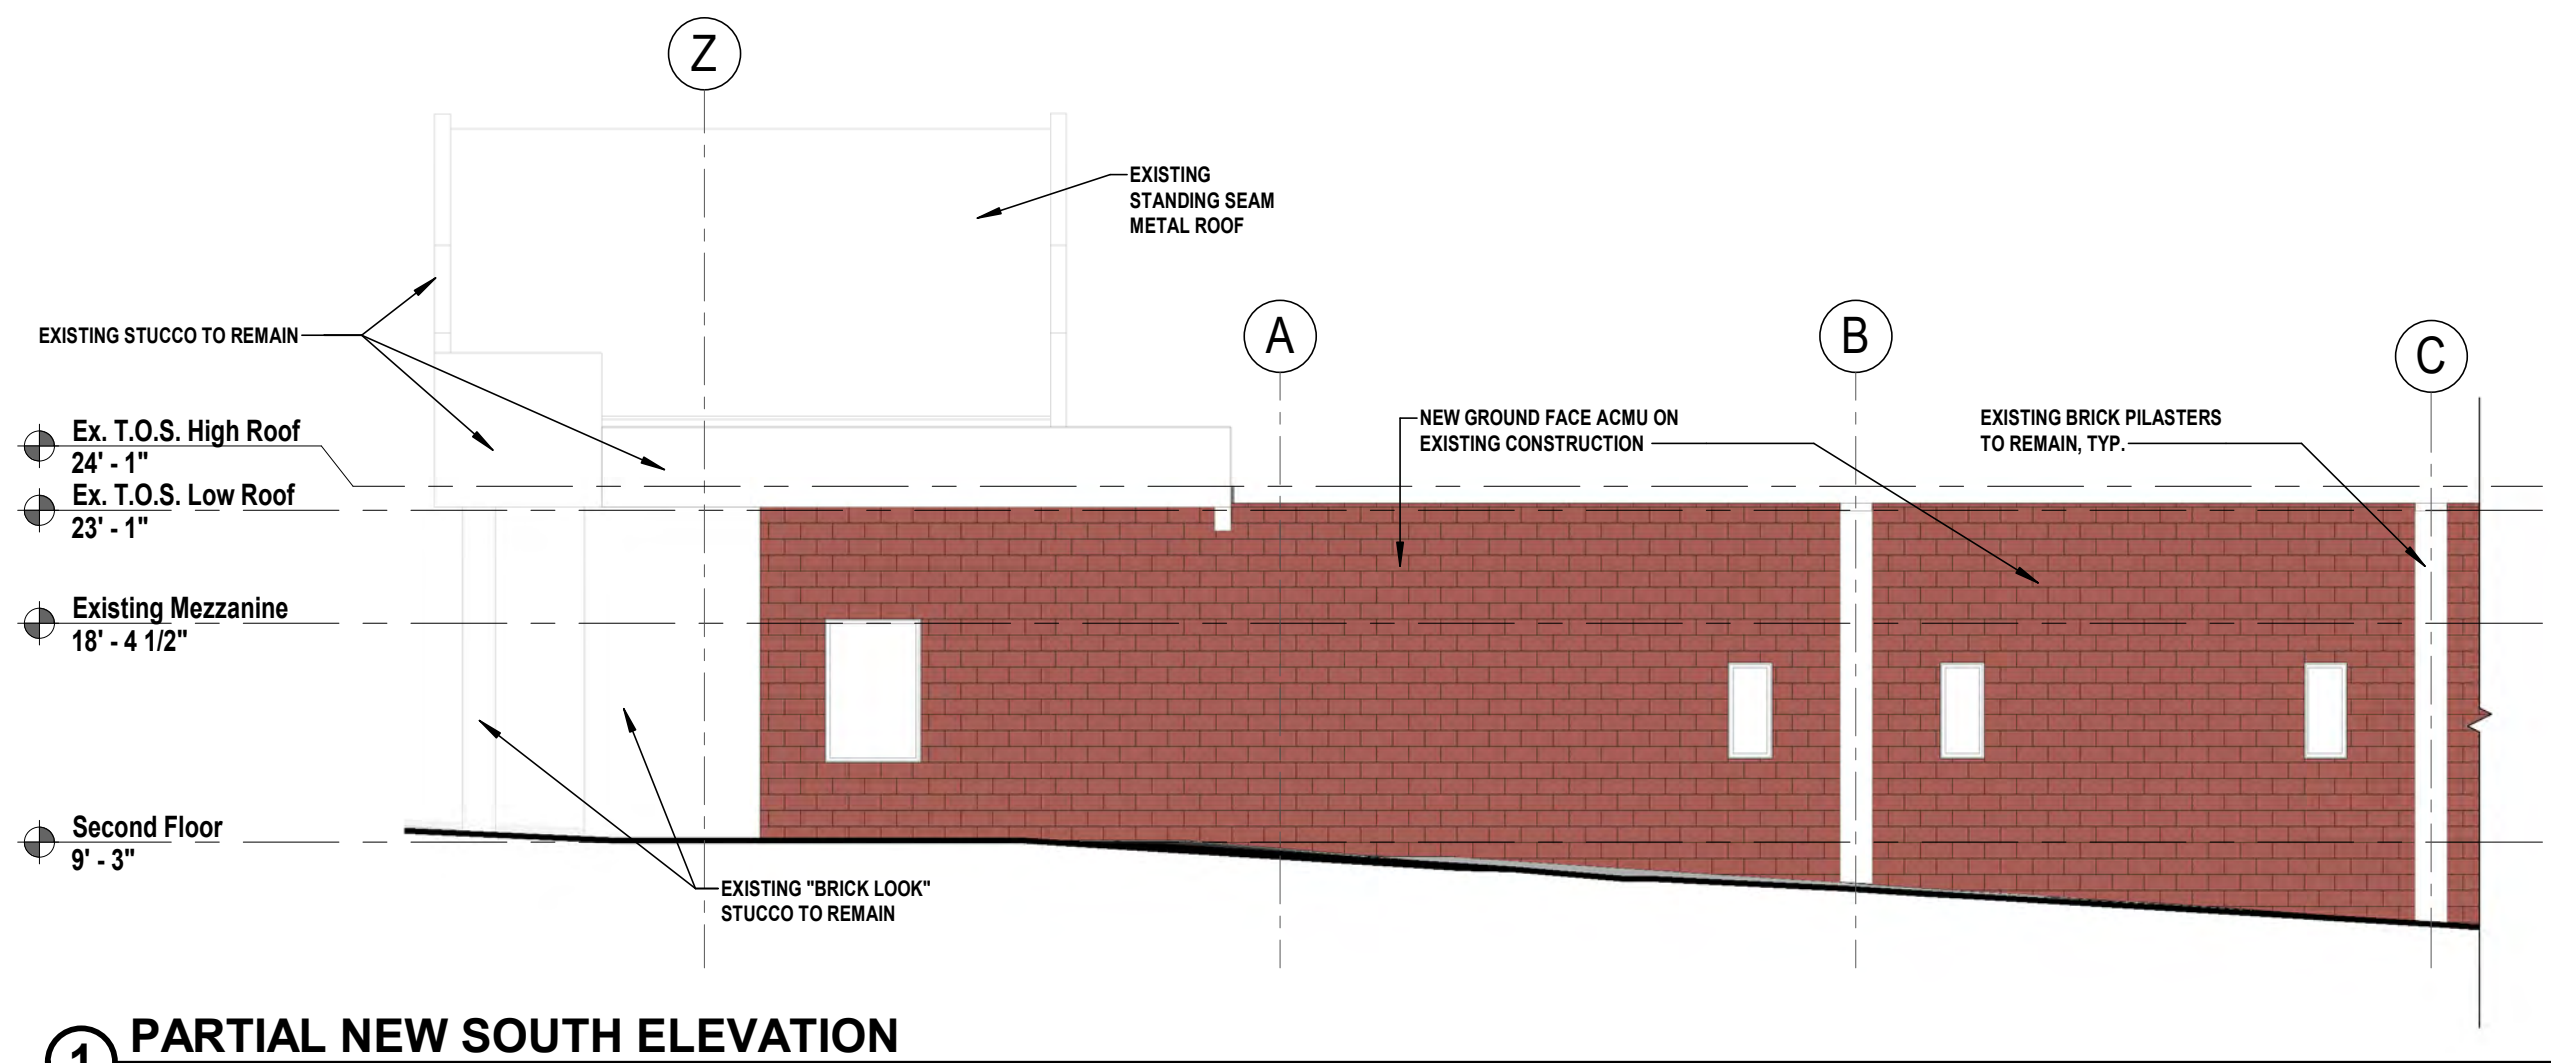 Z
EXISTING
STANDING SEAM
METAL ROOF
EXISTING STUCCO TO REMAIN
A
B
C
Ex. T.O.S. High Roof
24' - 1"
NEW GROUND FACE ACMU ON
EXISTING CONSTRUCTION
EXISTING BRICK PILASTERS
TO REMAIN, TYP.
Ex. T.O.S. Low Roof
23' - 1"
Existing Mezzanine
18' - 4 1/2"
Second Floor
9' - 3"
EXISTING "BRICK LOOK"
STUCCO TO REMAIN
1
PARTIAL NEW SOUTH ELEVATION